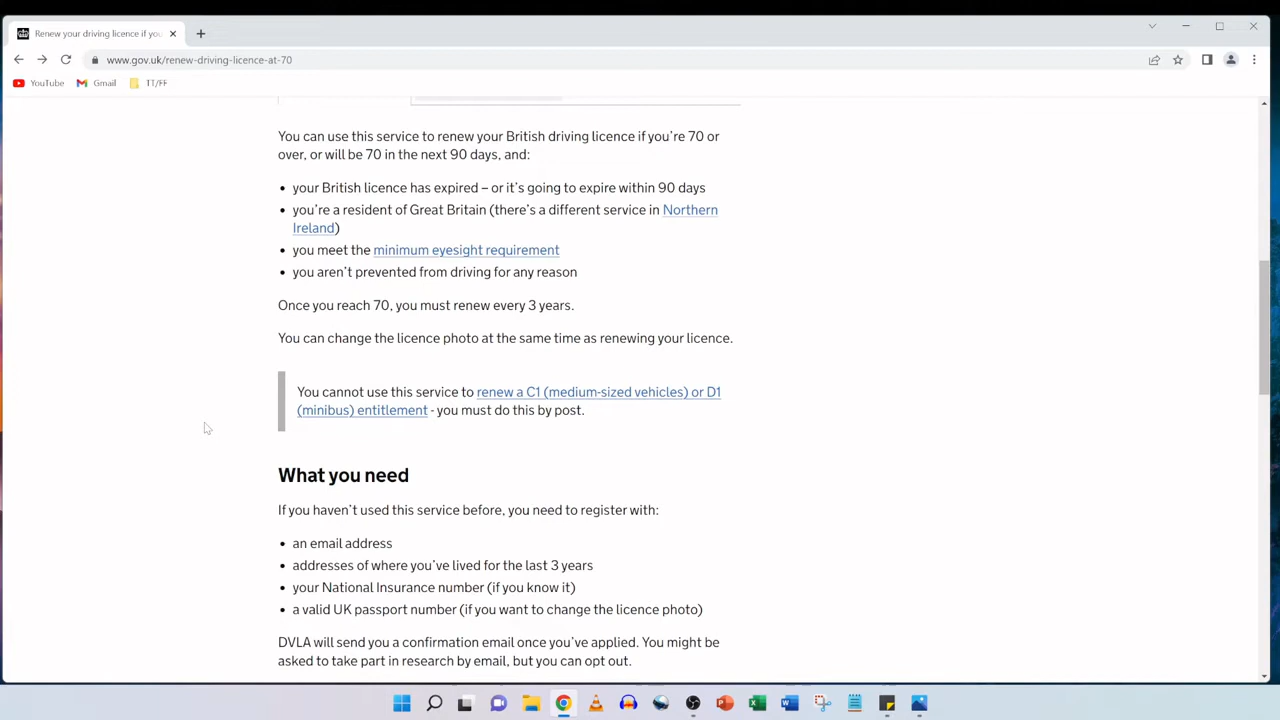 Renew your driving licence if you
www.gov.uk/renew-driving-licence-at-70
YouTube
Gmail
TT/FF
You can use this service to renew your British driving licence if you're 70 or
over, or will be 70 in the next 90 days, and:
• your British licence has expired – or it's going to expire within 90 days
• you're a resident of Great Britain (there's a different service in Northern
Ireland)
• you meet the minimum eyesight requirement
• you aren't prevented from driving for any reason
Once you reach 70, you must renew every 3 years.
You can change the licence photo at the same time as renewing your licence.
You cannot use this service to renew a C1 (medium-sized vehicles) or D1
(minibus) entitlement - you must do this by post.
What you need
If you haven't used this service before, you need to register with:
• an email address
• addresses of where you've lived for the last 3 years
• your National Insurance number (if you know it)
• a valid UK passport number (if you want to change the licence photo)
DVLA will send you a confirmation email once you've applied. You might be
asked to take part in research by email, but you can opt out.